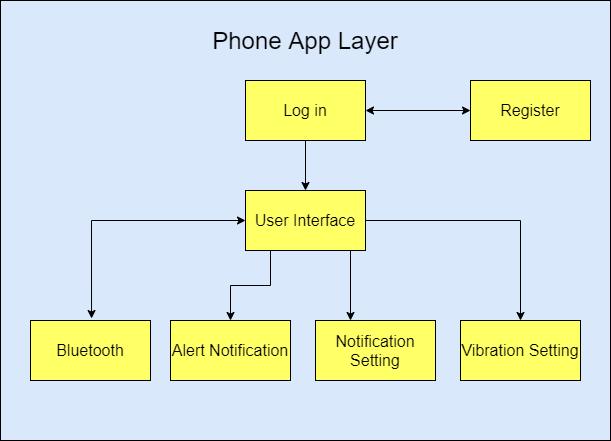 Phone App Layer
Log in
Register
User Interface
Bluetooth
Alert Notification
Notification
Setting
Vibration Setting